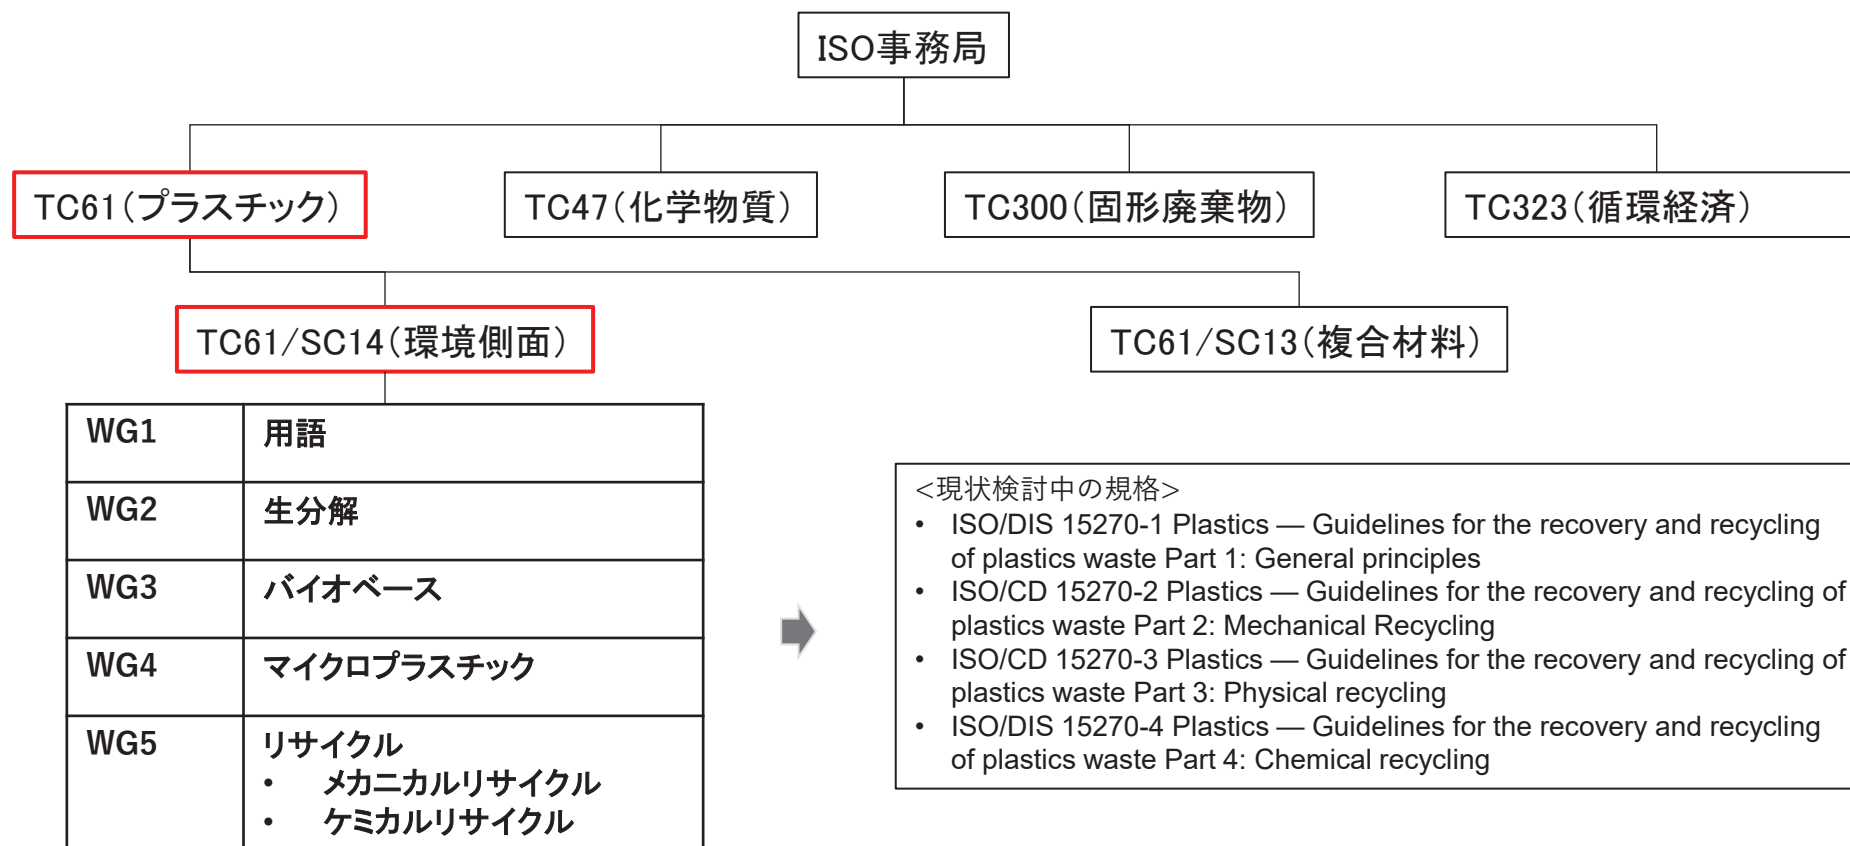 ISO事務局
TC61（プラスチック）
TC47（化学物質）
TC300（固形廃棄物）
TC323（循環経済）
TC61/SC14（環境側面）
TC61/SC13（複合材料）
WG1 用語
WG2 生分解
WG3 バイオベース
WG4 マイクロプラスチック
WG5 リサイクル
• メカニカルリサイクル
• ケミカルリサイクル
<現状検討中の規格>
• ISO/DIS 15270-1 Plastics — Guidelines for the recovery and recycling
of plastics waste Part 1: General principles
• ISO/CD 15270-2 Plastics — Guidelines for the recovery and recycling of
plastics waste Part 2: Mechanical Recycling
• ISO/CD 15270-3 Plastics — Guidelines for the recovery and recycling of
plastics waste Part 3: Physical recycling
• ISO/DIS 15270-4 Plastics — Guidelines for the recovery and recycling
of plastics waste Part 4: Chemical recycling